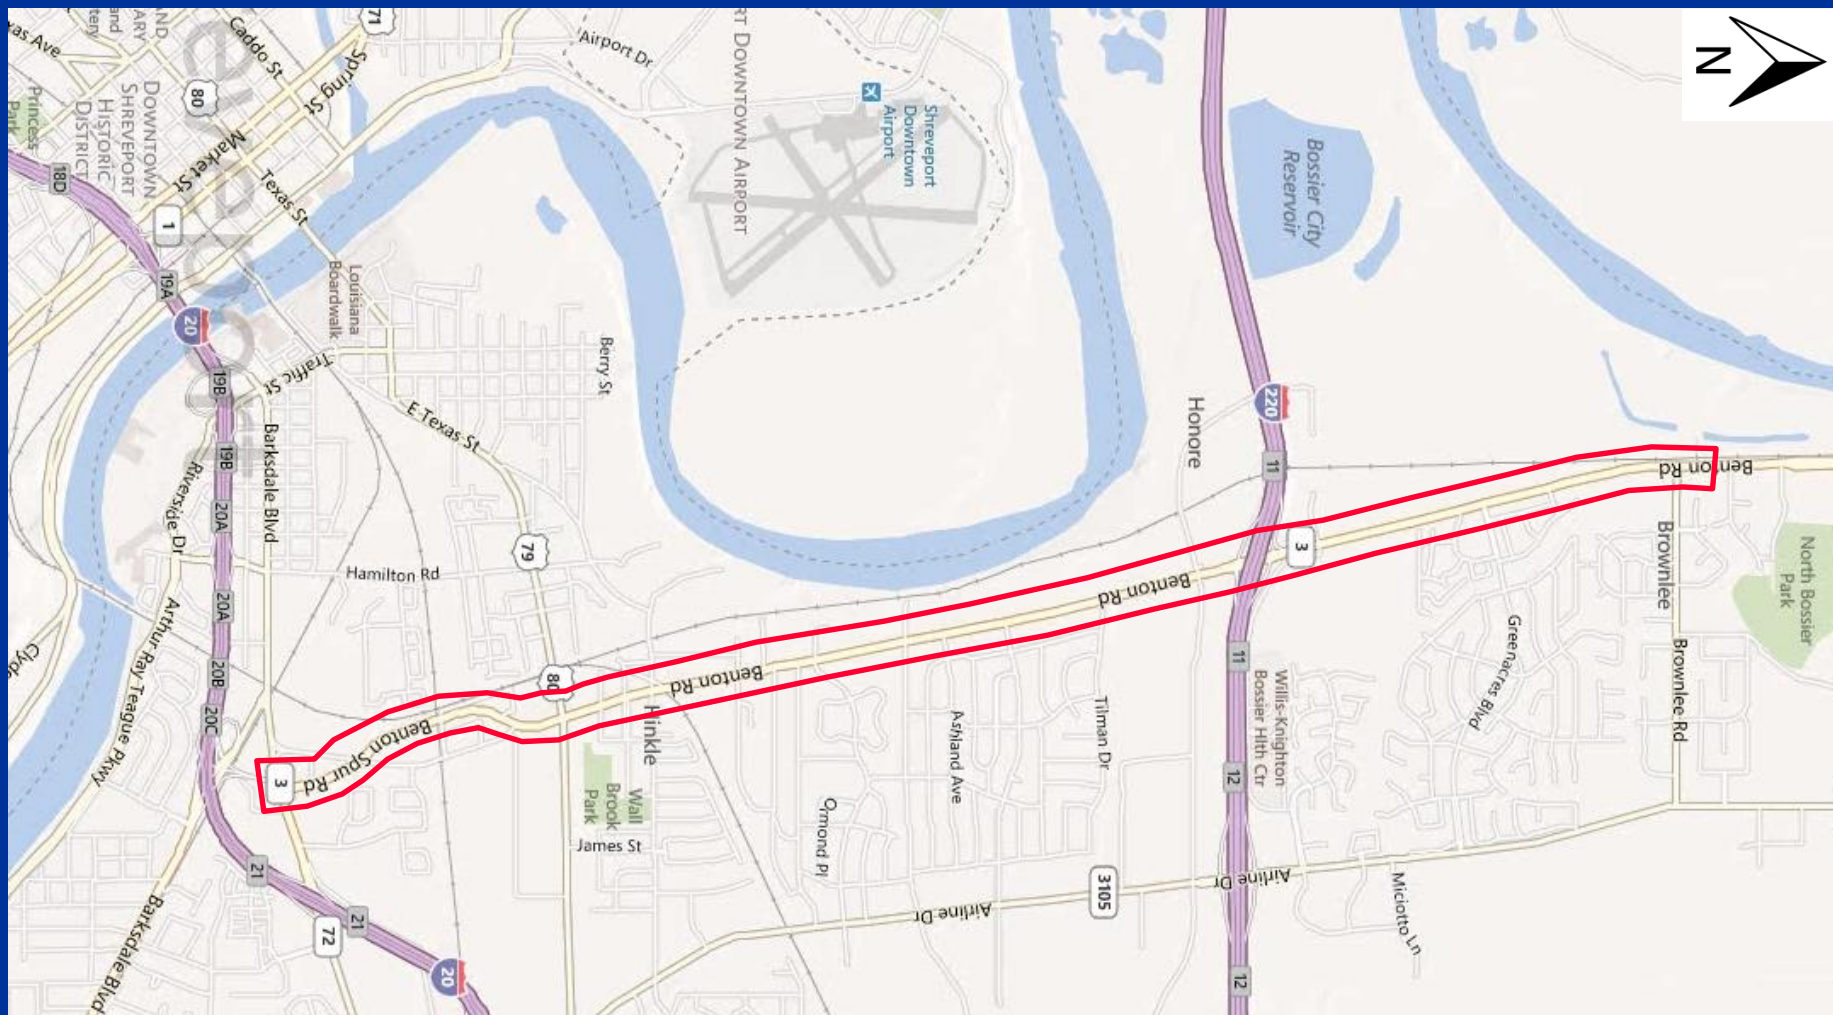 71
Caddo St
Spring St
80
xas Ave
Princess
Park
DOWNTOWN
SHREVEPORT
HISTORIC
DISTRICT
Market St
Texas St
18D
1
19A
20
19B
Louisiana
Boardwalk
Traffic St
Airport Dr
RT DOWNTOWN AIRPORT
Shreveport
Downtown
Airport
Bossier City
Reservoir
N
Berry St
E Texas St
Barksdale Blvd
19B
Riverside Dr
20A
Hamilton Rd
79
20A
Arthur Ray Teague Pkwy
20B
20C
Honore
220
11
3
Benton Rd
Benton
Rd
Brownlee
North Bossier
Park
Greenacres Blvd
Brownlee Rd
80
Benton Rd
Hinkle
Benton Spur Rd
3
Wall
Brook
Park
James St
Ormond Pl
Ashland Ave
Tilman Dr
11
Willis-Knighton
Bossier Hlth Ctr
12
21
21
72
20
Barksdale Blvd
Airline Dr
3105
Airline Dr
Miciotto Ln
12